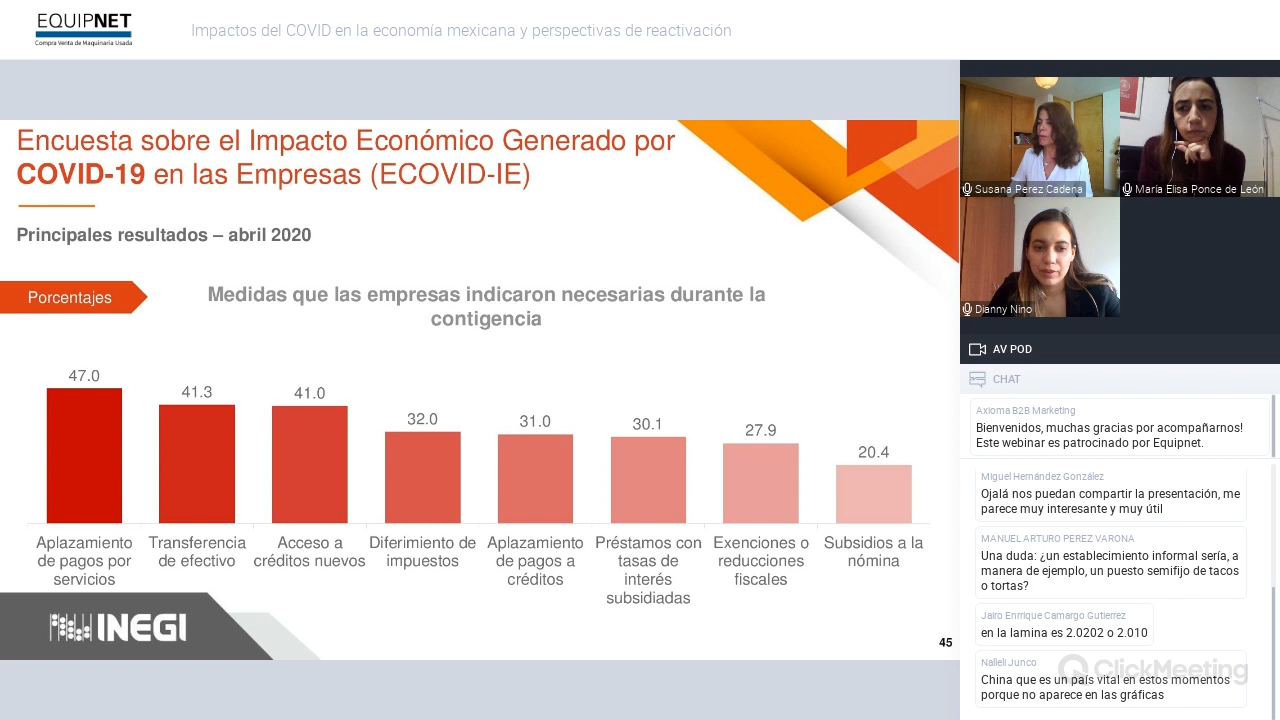 EQUIPNET
Compra Venta de Maquinaria Usada
Impactos del COVID en la economía mexicana y perspectivas de reactivación
Encuesta sobre el Impacto Económico Generado por
COVID-19 en las Empresas (ECOVID-IE)
Principales resultados – abril 2020
Porcentajes
Medidas que las empresas indicaron necesarias durante la
contigencia
47.0
41.3
41.0
32.0
31.0
30.1
27.9
20.4
Aplazamiento
de pagos por
servicios
Transferencia
de efectivo
Acceso a
créditos nuevos
Diferimiento de
impuestos
Aplazamiento
de pagos a
créditos
Préstamos con
tasas de
interés
subsidiadas
Exenciones o
reducciones
fiscales
Subsidios a la
nómina
INEGI
45
Susana Perez Cadena
Maria Elisa Ponce de León
Dianny Nino
AV POD
CHAT
Axioma B2B Marketing
Bienvenidos, muchas gracias por acompañarnos!
Este webinar es patrocinado por Equipnet.
Miguel Hernández González
Ojalá nos puedan compartir la presentación, me
parece muy interesante y muy útil
MANUEL ARTURO PEREZ VARONA
Una duda: ¿un establecimiento informal sería, a
manera de ejemplo, un puesto semifijo de tacos
o tortas?
Jairo Enrrique Camargo Gutierrez
en la lamina es 2.0202 o 2.010
Nalleli Junco
China que es un país vital en estos momentos
porque no aparece en las gráficas
ClickMeeting